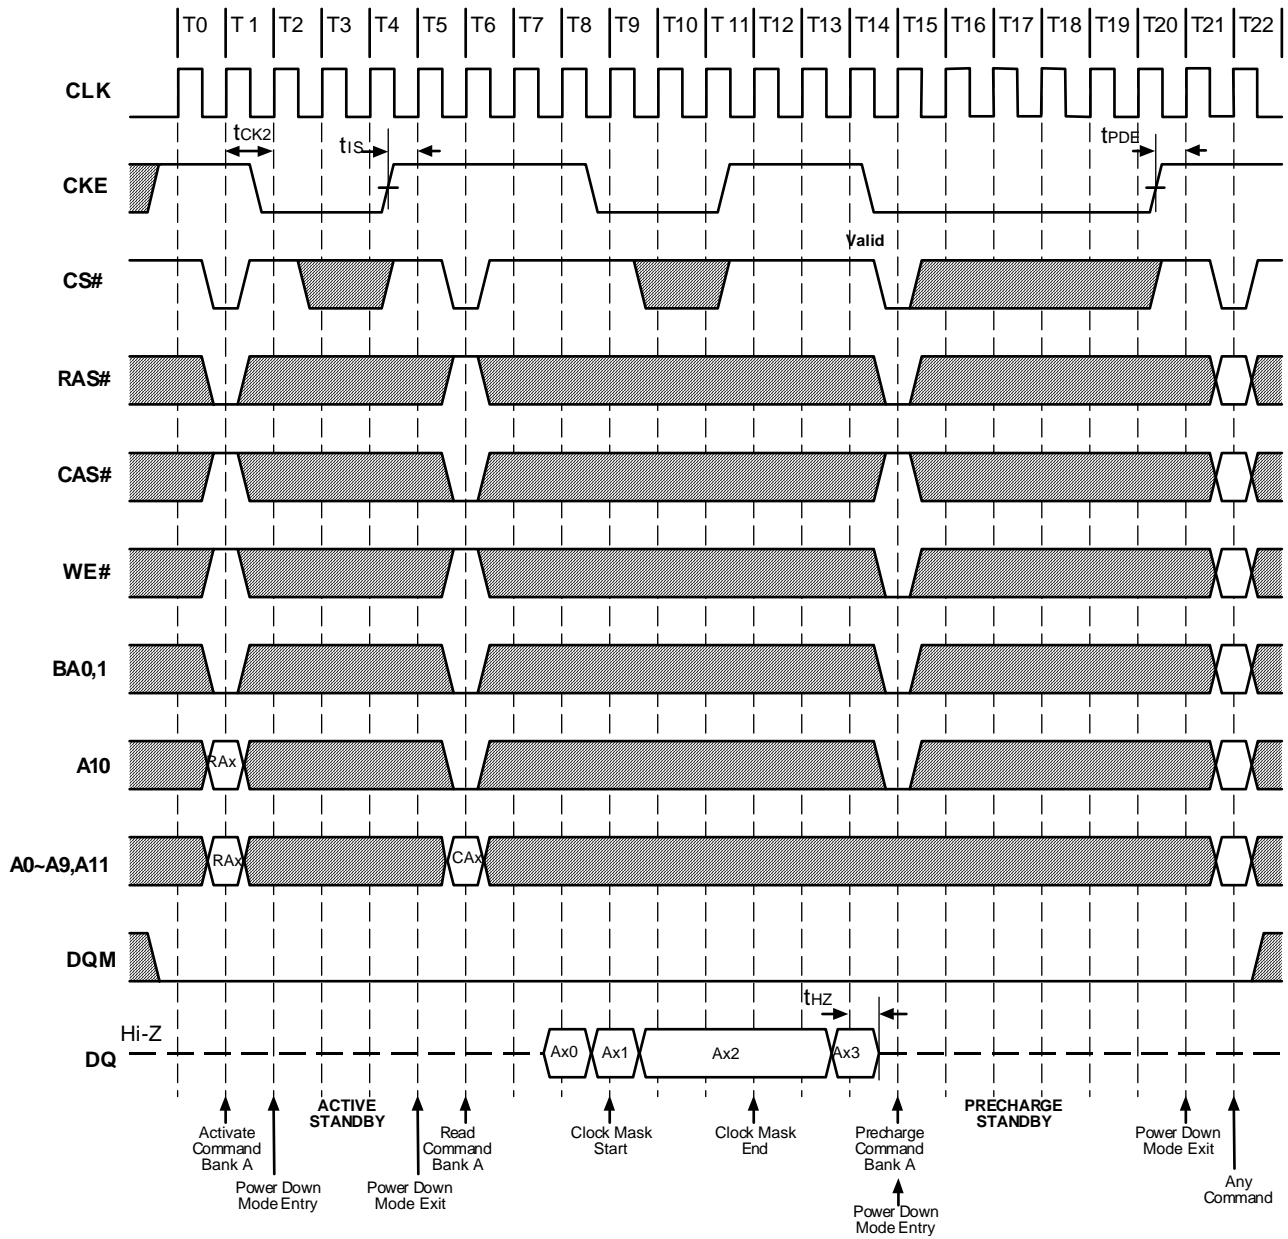 T0 T 1 T2 T3 T4 T5 T6 T7 T8 T9 T10 T 11 T12 T13 T14 T15 T16 T17 T18 T19 T20 T21 T22
CLK
tCK2
tIS
tPDE
CKE
Valid
CS#
RAS#
CAS#
WE#
BA0,1
A10
RAx
A0~A9,A11
RAx
CAx
DQM
tHZ
Hi-Z
DQ
Ax0
Ax1
Ax2
Ax3
ACTIVE
STANDBY
PRECHARGE
STANDBY
Activate
Command
Bank A
Read
Command
Bank A
Clock Mask
Start
Clock Mask
End
Precharge
Command
Bank A
Power Down
Mode Exit
Power Down
Mode Entry
Power Down
Mode Exit
Any
Command
Power Down
Mode Entry